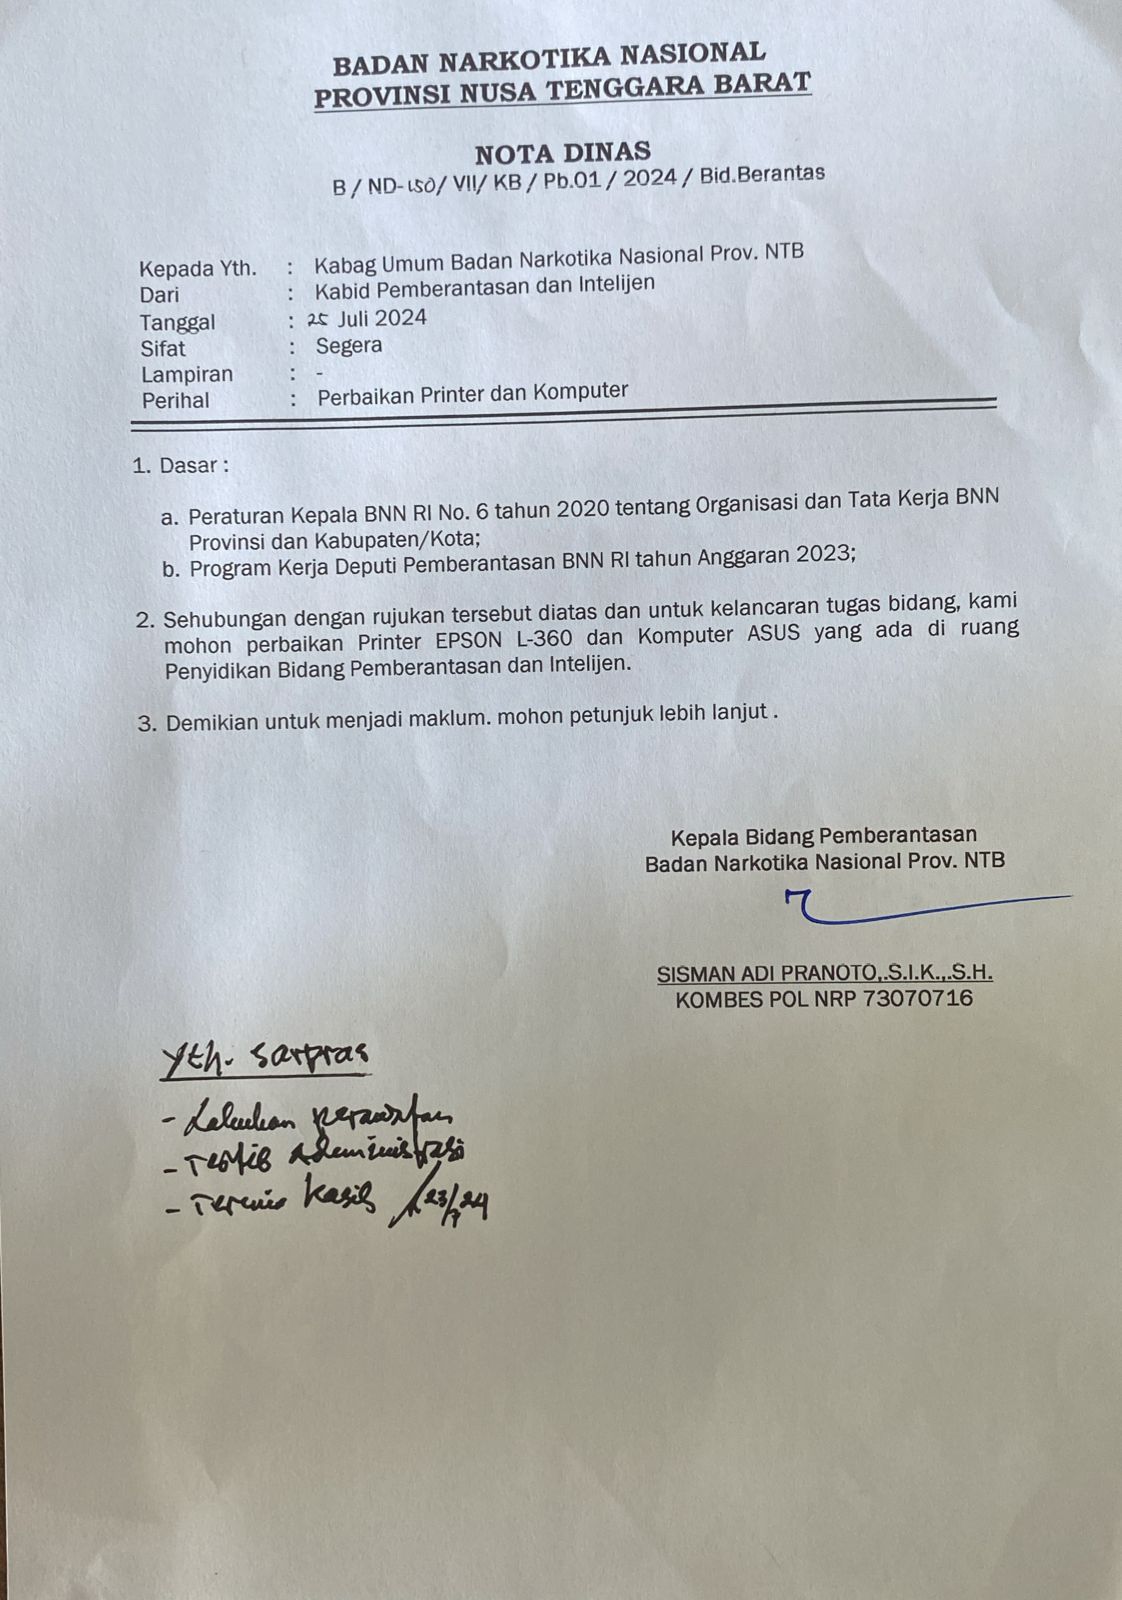 BADAN NARKOTIKA NASIONAL
PROVINSI NUSA TENGGARA BARAT
NOTA DINAS
B / ND-150/ VII/ KB / Pb.01 / 2024 / Bid.Berantas
Kepada Yth. : Kabag Umum Badan Narkotika Nasional Prov. NTB
Dari : Kabid Pemberantasan dan Intelijen
Tanggal : 25 Juli 2024
Sifat : Segera
Lampiran : -
Perihal : Perbaikan Printer dan Komputer
1. Dasar :
a. Peraturan Kepala BNN RI No. 6 tahun 2020 tentang Organisasi dan Tata Kerja BNN
Provinsi dan Kabupaten/Kota;
b. Program Kerja Deputi Pemberantasan BNN RI tahun Anggaran 2023;
2. Sehubungan dengan rujukan tersebut diatas dan untuk kelancaran tugas bidang, kami
mohon perbaikan Printer EPSON L-360 dan Komputer ASUS yang ada di ruang
Penyidikan Bidang Pemberantasan dan Intelijen.
3. Demikian untuk menjadi maklum. mohon petunjuk lebih lanjut .
Kepala Bidang Pemberantasan
Badan Narkotika Nasional Prov. NTB
SISMAN ADI PRANOTO,.S.I.K.,.S.H.
KOMBES POL NRP 73070716
Yth. Sarpras
- Lakukan perawatan
- Tertib Administrasi
- Terima kasih 23/7 24